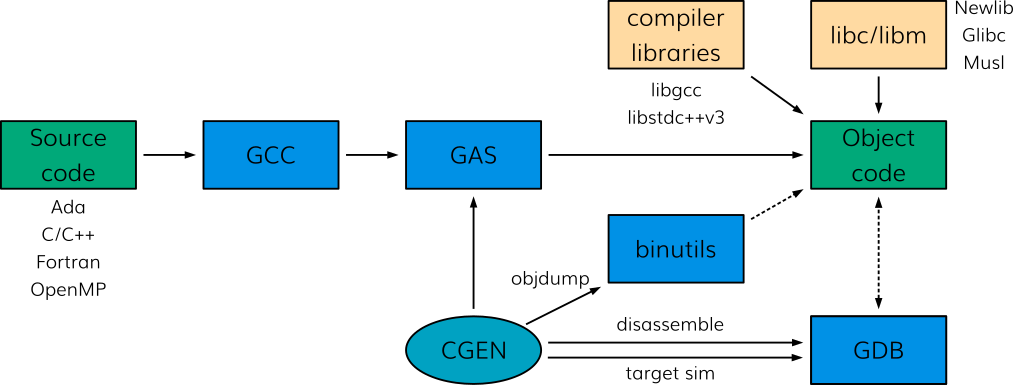 compiler
libraries
libc/libm
Newlib
Glibc
Musl
libgcc
libstdc++v3
Source
code
GCC
GAS
Object
code
Ada
C/C++
Fortran
OpenMP
binutils
objdump
CGEN
disassemble
target sim
GDB